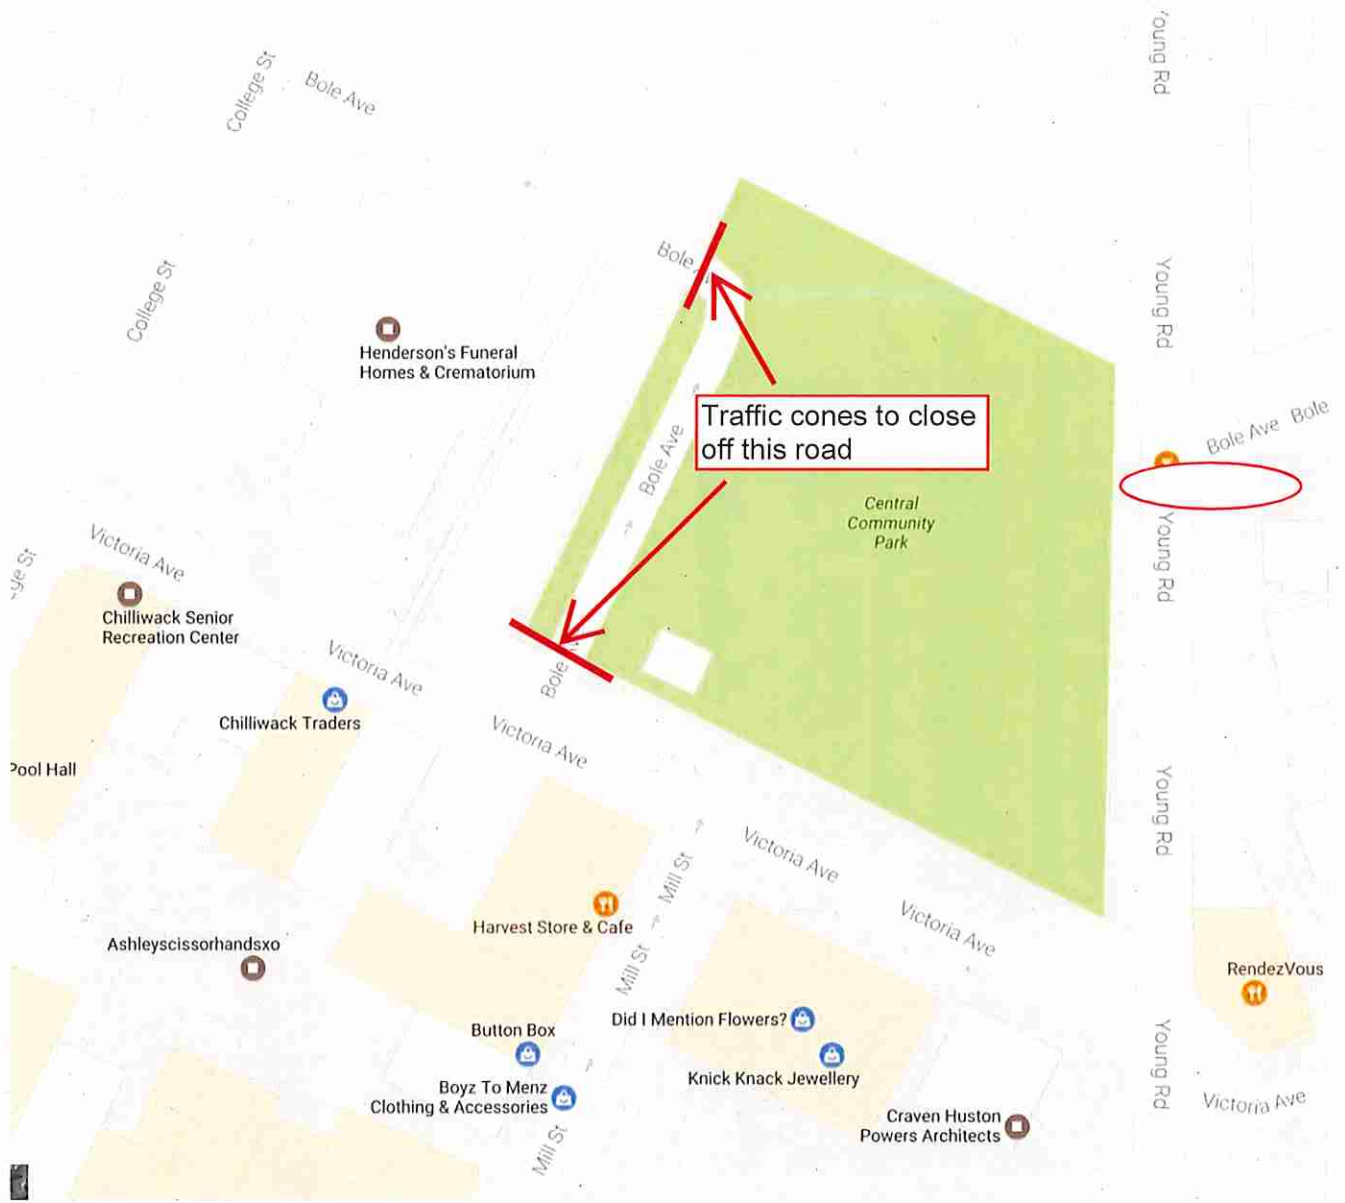 Young Rd
College St
Bole Ave
Bole
College St
Young Rd
Henderson's Funeral
Homes & Crematorium
Traffic cones to close
off this road
Bole Ave
Bole Ave Bole
Central
Community
Park
Victoria Ave
Young Rd
Chilliwack Senior
Recreation Center
Victoria Ave
Bole
Chilliwack Traders
Victoria Ave
Pool Hall
Young Rd
Victoria Ave
Mill St
Harvest Store & Cafe
Victoria Ave
Ashleyscissorhandsxo
Mill St
RendezVous
Did I Mention Flowers?
Button Box
Knick Knack Jewellery
Young Rd
Boyz To Menz
Clothing & Accessories
Victoria Ave
Craven Huston
Powers Architects
Mill St